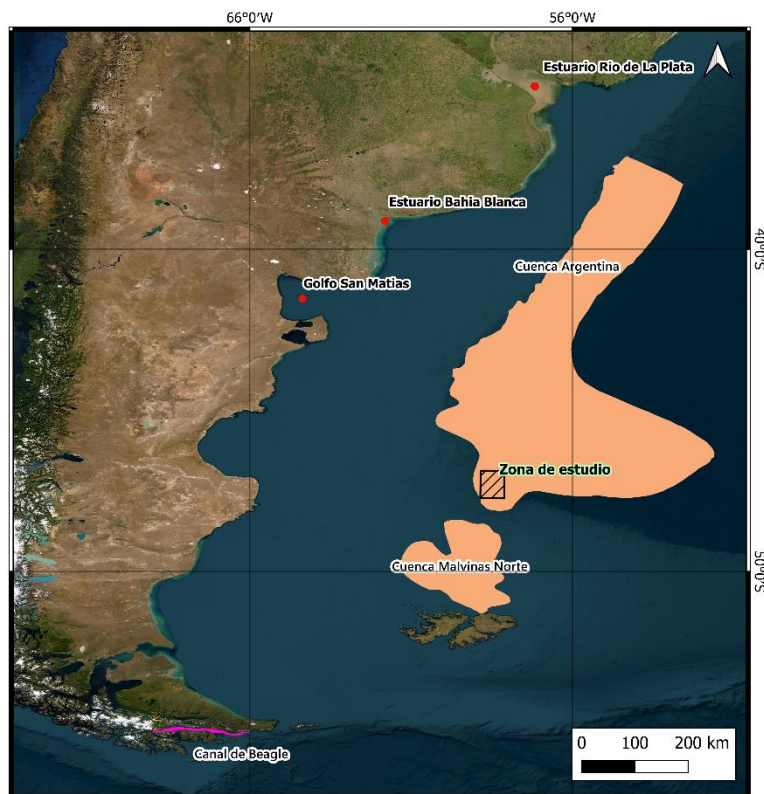 66°0'W 56°0'W
Estuario Rio de La Plata
Estuario Bahia Blanca
40°0'S
Cuenca Argentina
Golfo San Matias
Zona de estudio
Cuenca Malvinas Norte
50°0'S
Canal de Beagle
0 100 200 km